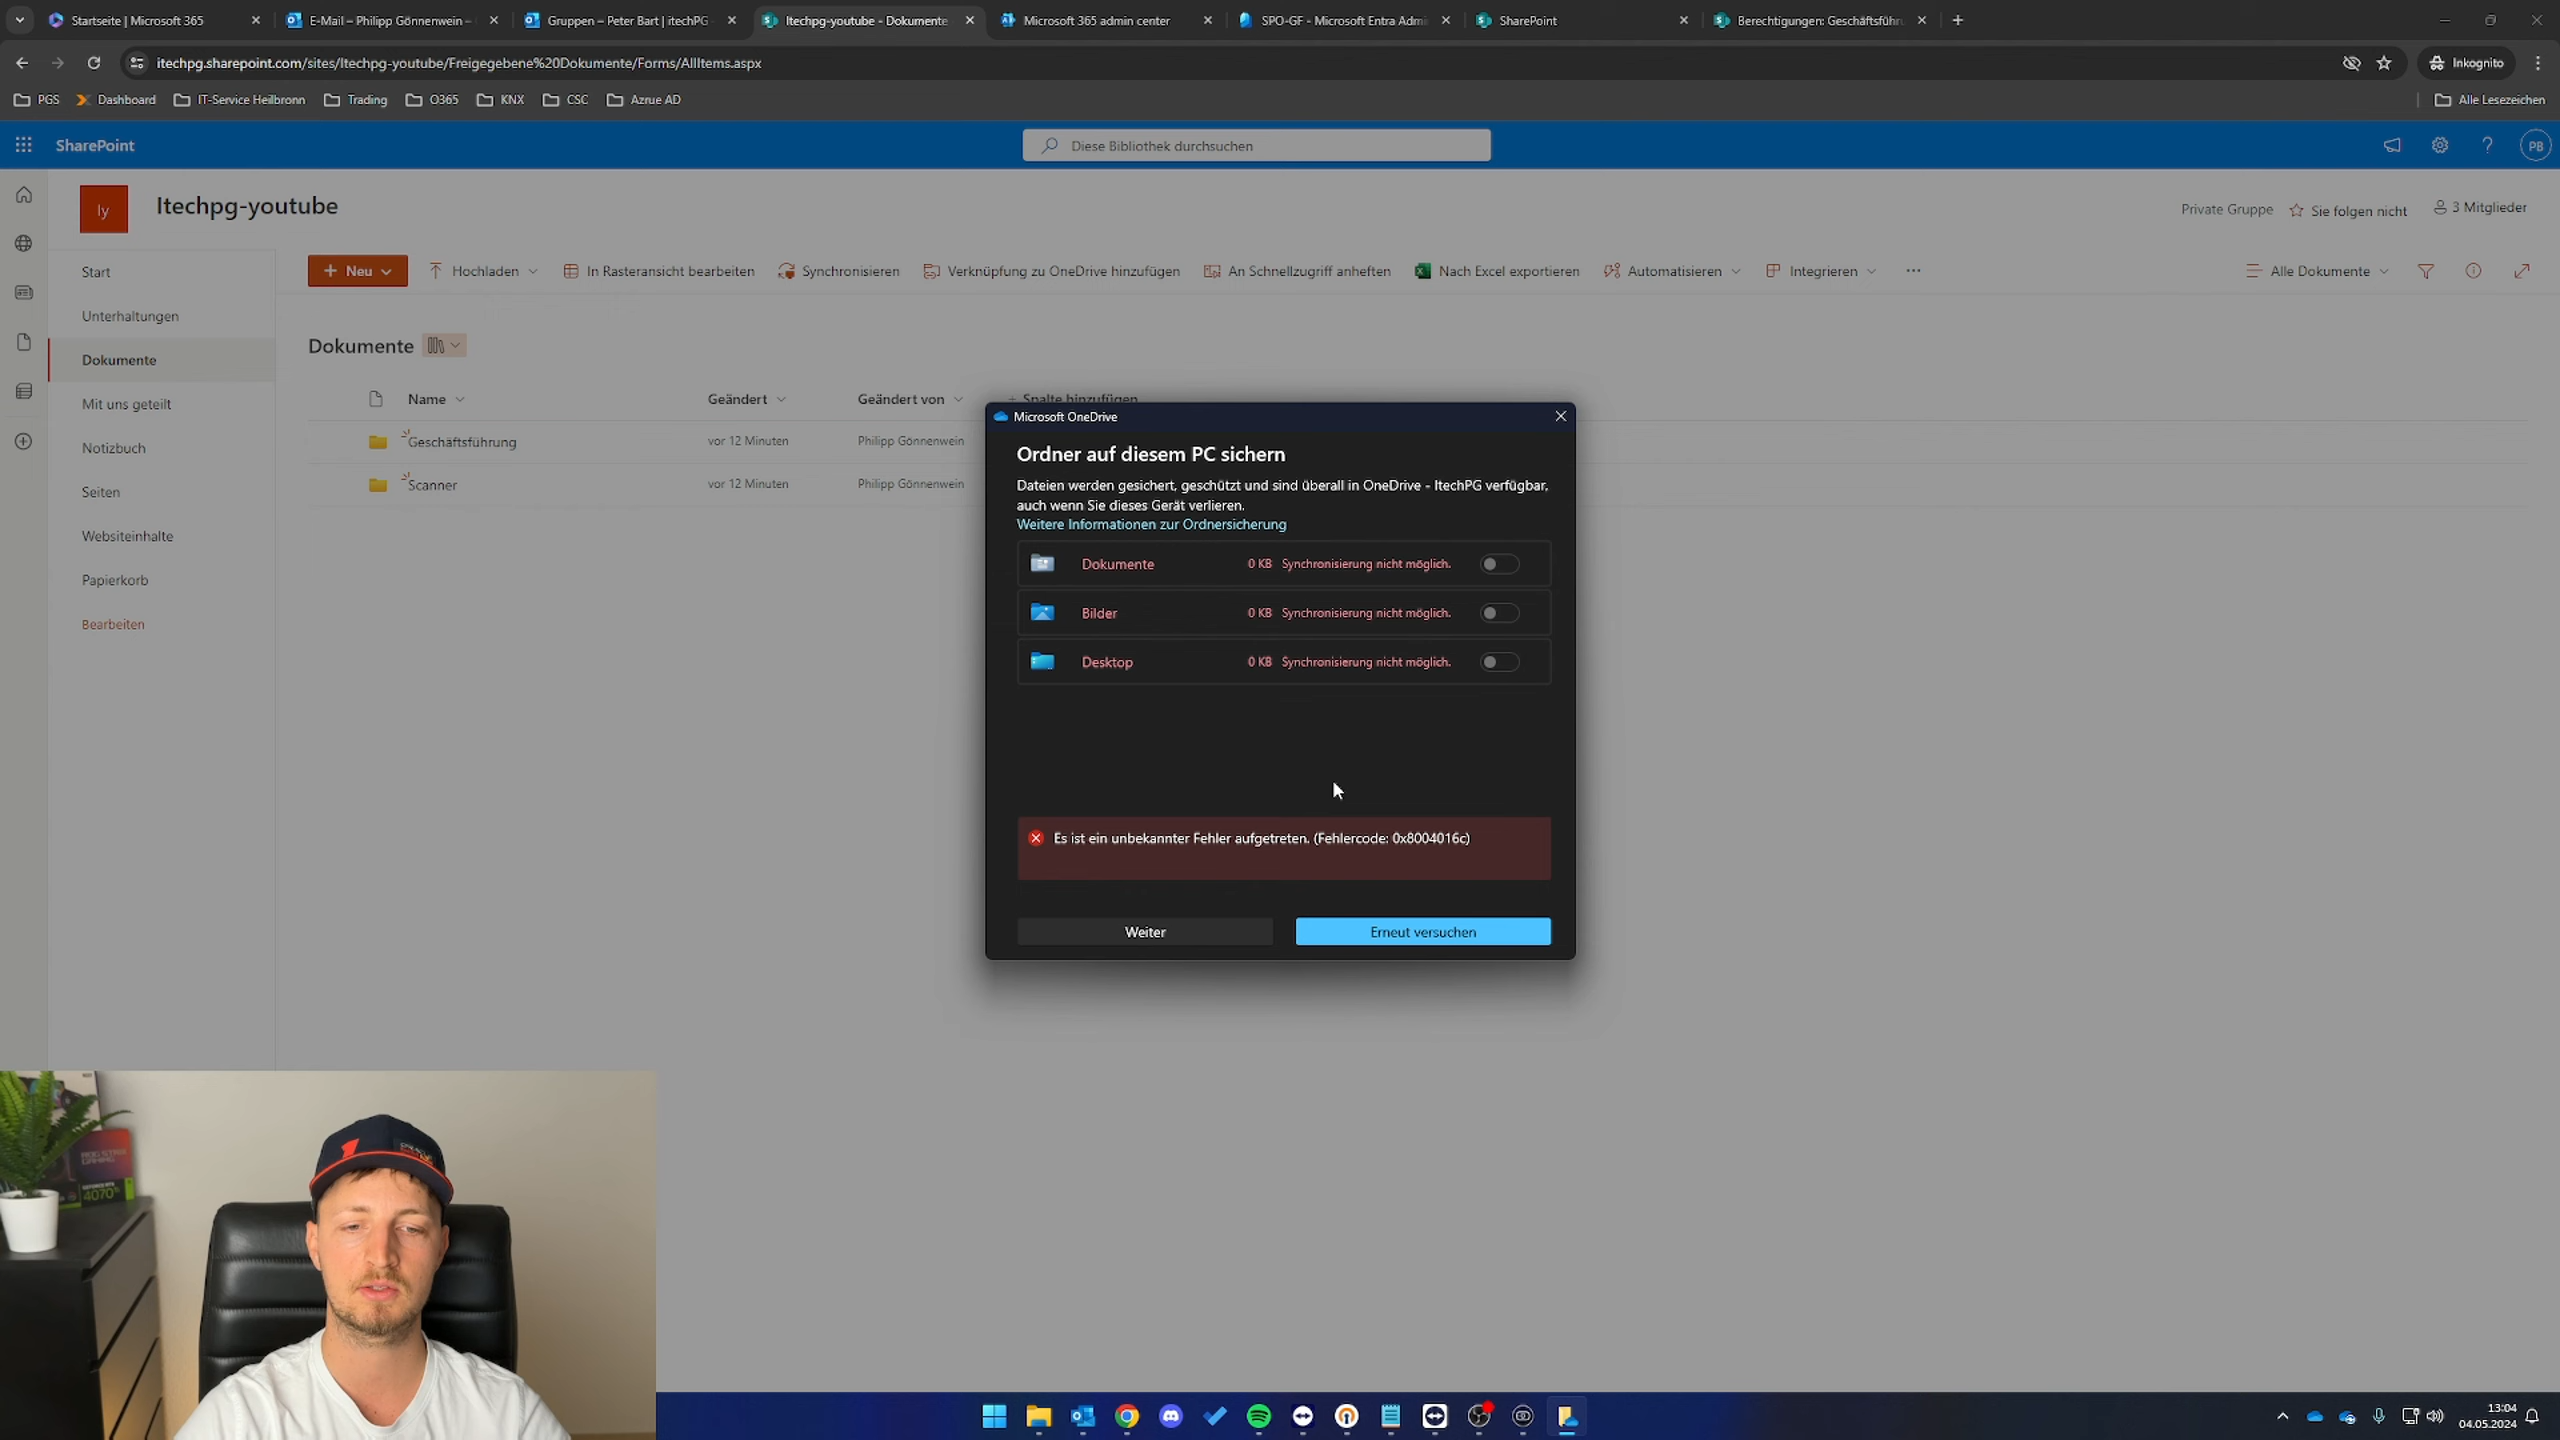 Startseite | Microsoft 365
E-Mail – Philipp Gönnenwein –
Gruppen – Peter Bart | itechPG
Itechpg-youtube - Dokumente
Microsoft 365 admin center
SPO-GF - Microsoft Entra Admi
SharePoint
Berechtigungen: Geschäftsführ
itechpg.sharepoint.com/sites/Itechpg-youtube/Freigegebene%20Dokumente/Forms/AllItems.aspx
Inkognito
PGS
Dashboard
IT-Service Heilbronn
Trading
O365
KNX
CSC
Azrue AD
Alle Lesezeichen
SharePoint
Diese Bibliothek durchsuchen
PB
Iy
Itechpg-youtube
Private Gruppe
Sie folgen nicht
3 Mitglieder
Neu
Hochladen
In Rasteransicht bearbeiten
Synchronisieren
Verknüpfung zu OneDrive hinzufügen
An Schnellzugriff anheften
Nach Excel exportieren
Automatisieren
Integrieren
Alle Dokumente
Start
Unterhaltungen
Dokumente
Mit uns geteilt
Notizbuch
Seiten
Websiteinhalte
Papierkorb
Bearbeiten
Dokumente
Name
Geändert
Geändert von
+ Spalte hinzufügen
Geschäftsführung
vor 12 Minuten
Philipp Gönnenwein
Scanner
vor 12 Minuten
Philipp Gönnenwein
Microsoft OneDrive
Ordner auf diesem PC sichern
Dateien werden gesichert, geschützt und sind überall in OneDrive - ItechPG verfügbar,
auch wenn Sie dieses Gerät verlieren.
Weitere Informationen zur Ordnersicherung
Dokumente 0 KB Synchronisierung nicht möglich.
Bilder 0 KB Synchronisierung nicht möglich.
Desktop 0 KB Synchronisierung nicht möglich.
Es ist ein unbekannter Fehler aufgetreten. (Fehlercode: 0x8004016c)
Weiter
Erneut versuchen
ROG STRIX
GAMING
4070 Ti
13:04
04.05.2024